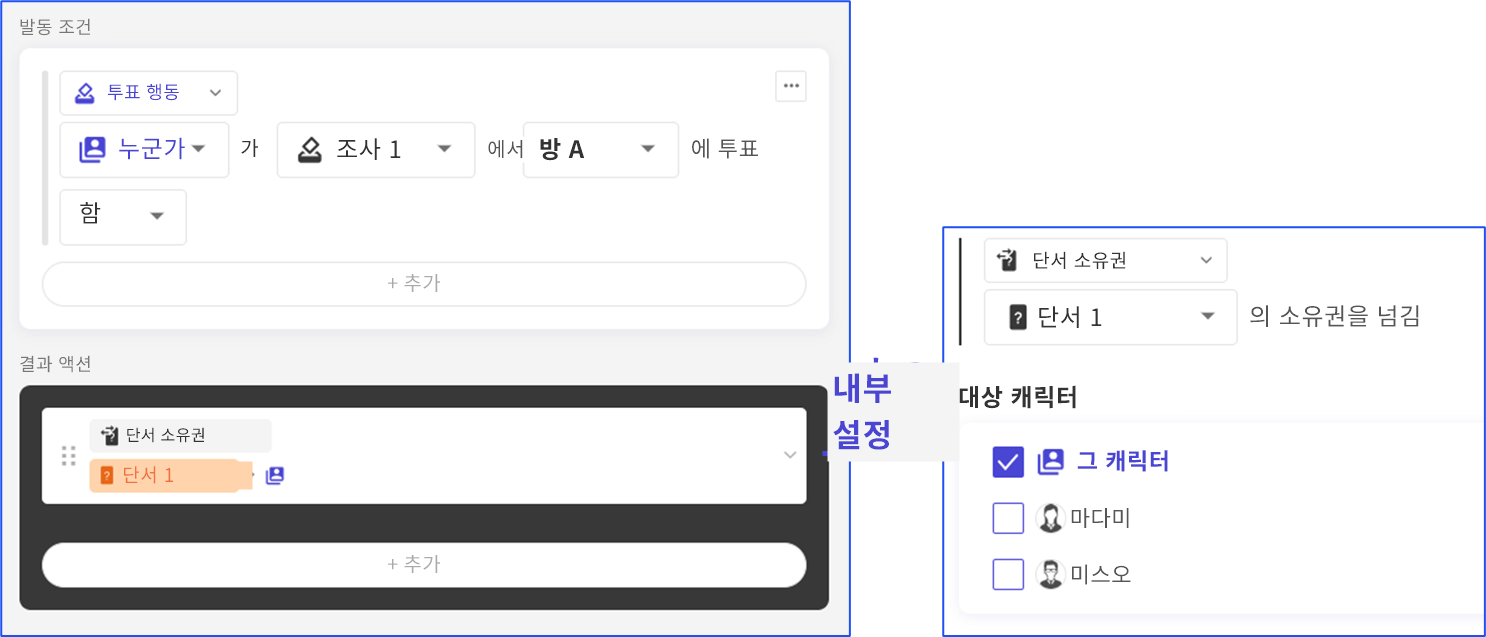 발동 조건
투표 행동
누군가 가 조사 1 에서 방 A 에 투표
함
+ 추가
결과 액션
단서 소유권
단서 1
+ 추가
내부
설정
단서 소유권
단서 1 의 소유권을 넘김
대상 캐릭터
그 캐릭터
마다미
미스오